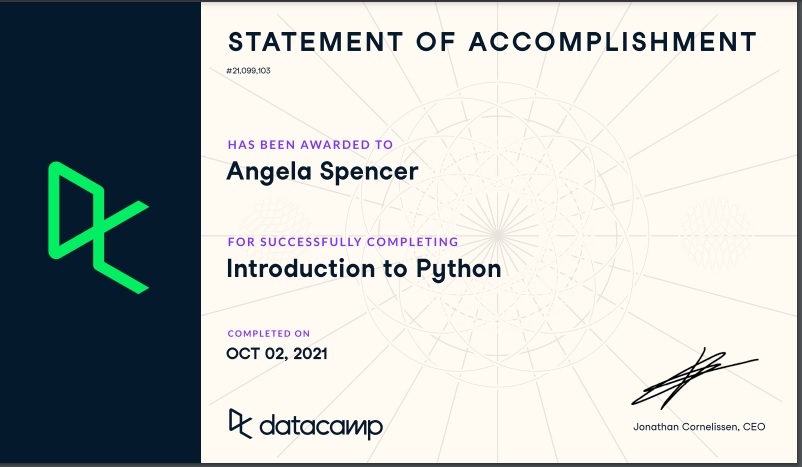 STATEMENT OF ACCOMPLISHMENT
#21,099,103
HAS BEEN AWARDED TO
Angela Spencer
FOR SUCCESSFULLY COMPLETING
Introduction to Python
COMPLETED ON
OCT 02, 2021
datacamp
Jonathan Cornelissen, CEO